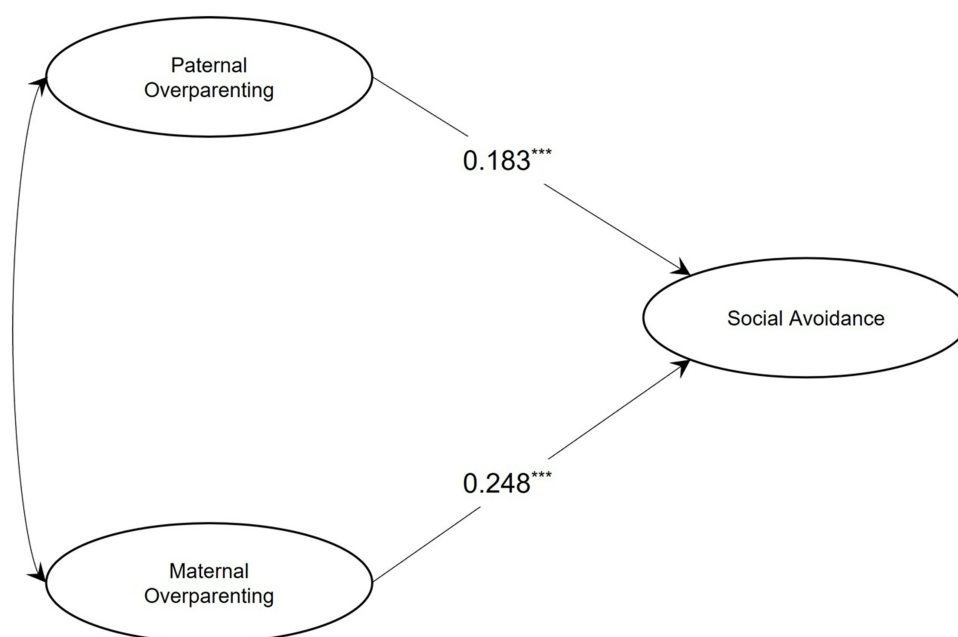 Paternal
Overparenting
0.183***
Social Avoidance
0.248***
Maternal
Overparenting